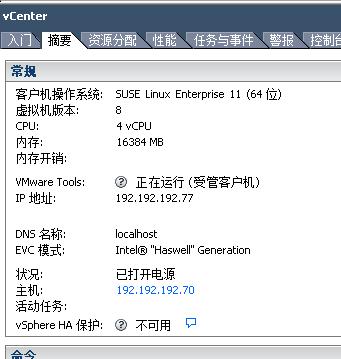 vCenter
入门 摘要 资源分配 性能 任务与事件 警报 控制台
常规
客户机操作系统: SUSE Linux Enterprise 11 (64 位)
虚拟机版本: 8
CPU: 4 vCPU
内存: 16384 MB
内存开销:
VMware Tools: 正在运行 (受管客户机)
IP 地址: 192.192.192.77
DNS 名称: localhost
EVC 模式: Intel® "Haswell" Generation
状况: 已打开电源
主机: 192.192.192.70
活动任务:
vSphere HA 保护: 不可用
命令